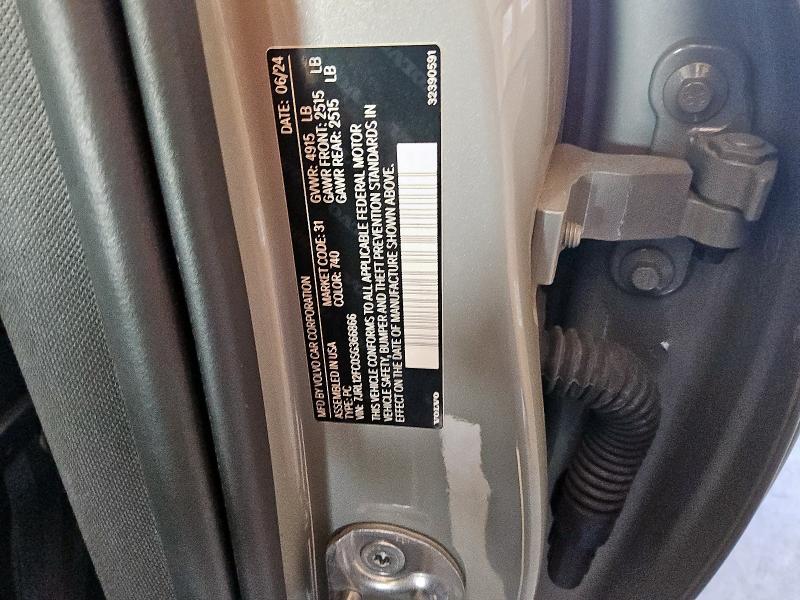 MFD BY VOLVO CAR CORPORATION DATE: 06/24
ASSEMBLED IN USA MARKET CODE: 31 GVWR: 4915 LB
TYPE: PC COLOR: 740 GAWR FRONT: 2515 LB
VIN: 7JRL12FC0SG366866 GAWR REAR: 2515 LB
THIS VEHICLE CONFORMS TO ALL APPLICABLE FEDERAL MOTOR
VEHICLE SAFETY, BUMPER AND THEFT PREVENTION STANDARDS IN
EFFECT ON THE DATE OF MANUFACTURE SHOWN ABOVE.
VOLVO 32390591